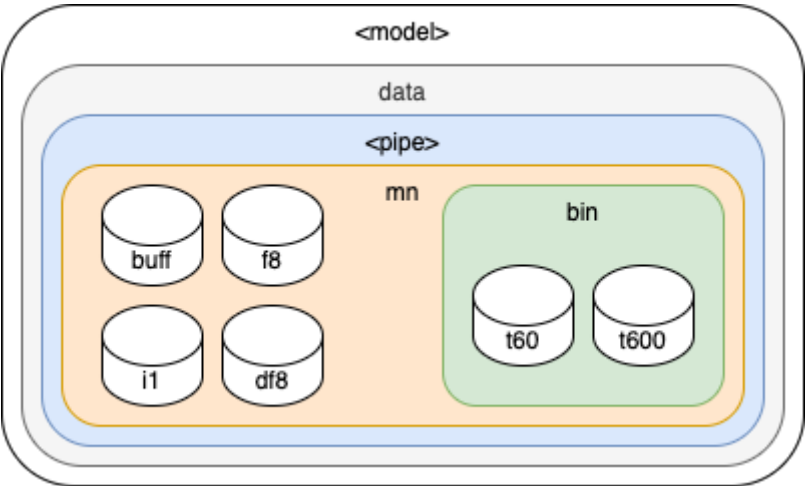 <model>
data
<pipe>
mn
bin
buff
f8
t60
t600
i1
df8